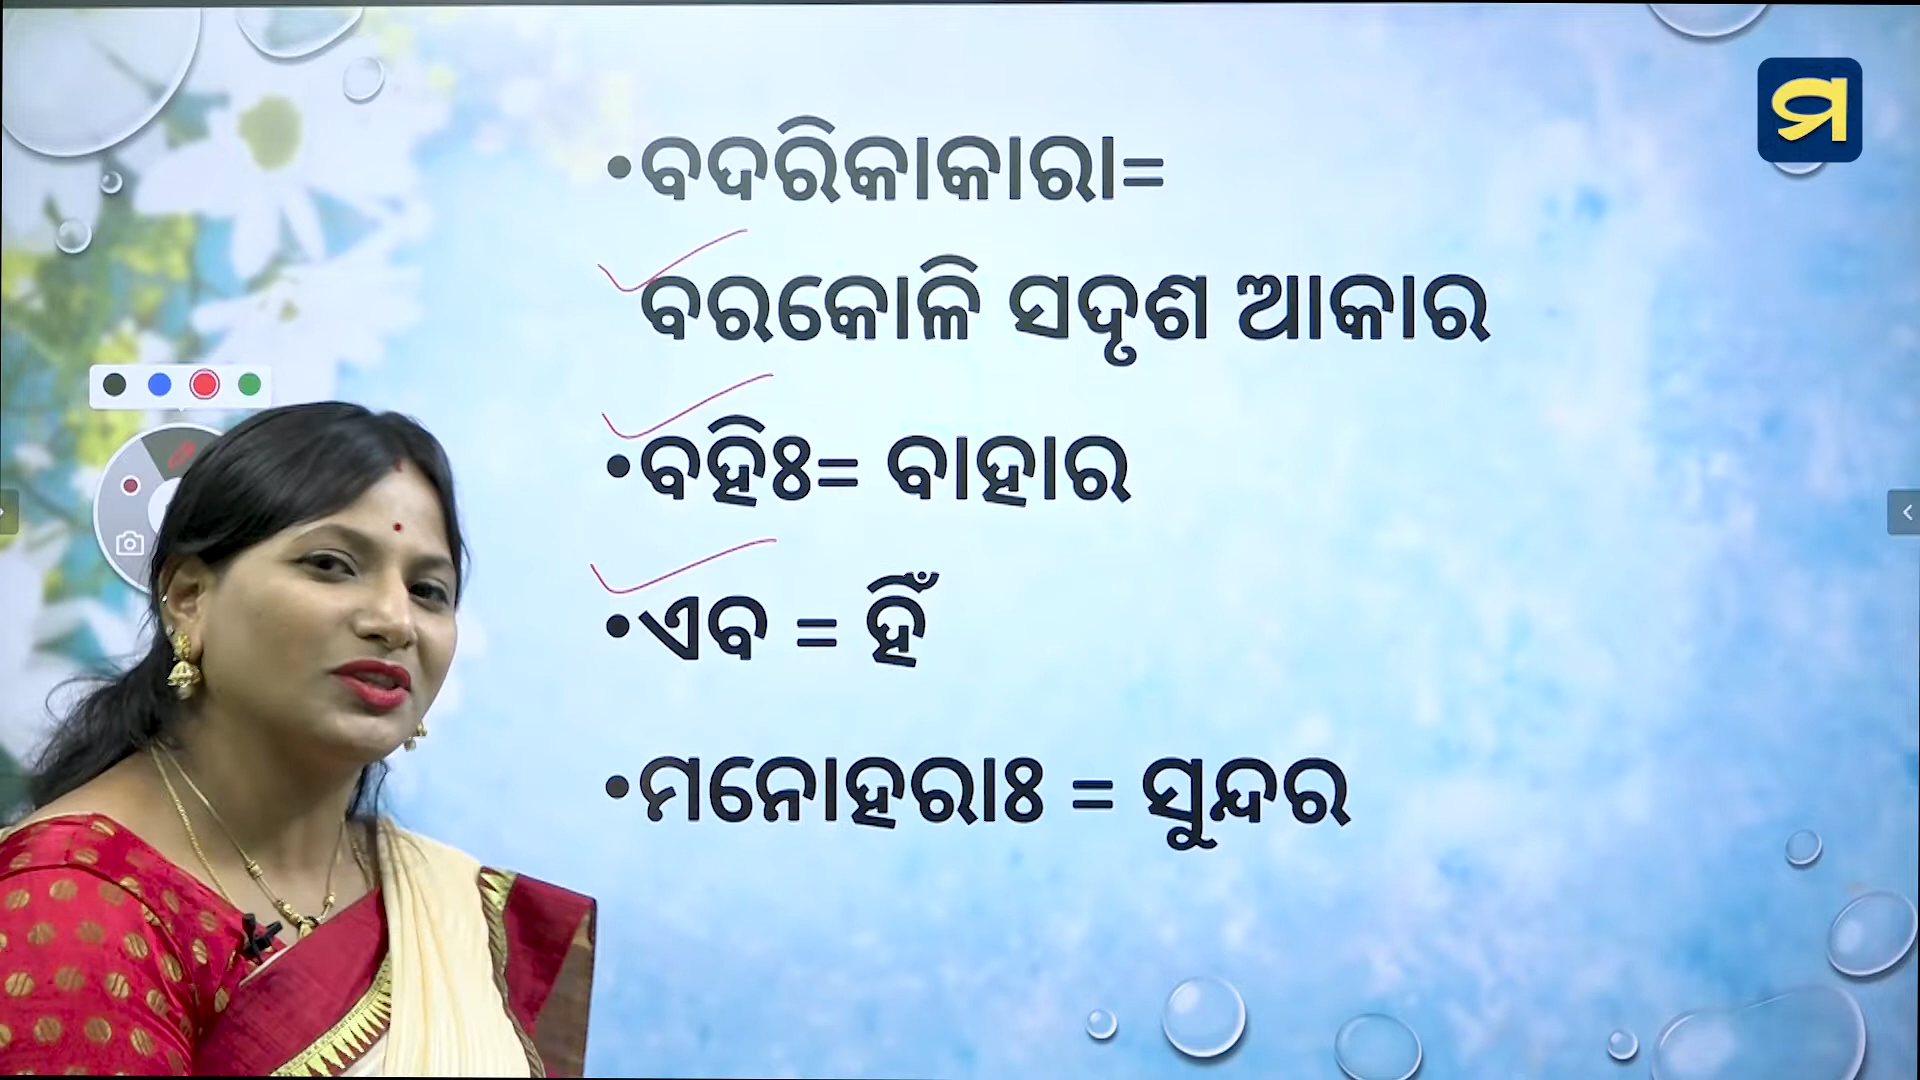 ମ
•ବଦରିକାକାରା=
ବରକୋଳି ସଦୃଶ ଆକାର
•ବହିଃ= ବାହାର
•ଏବ = ହିଁ
•ମନୋହରାଃ = ସୁନ୍ଦର